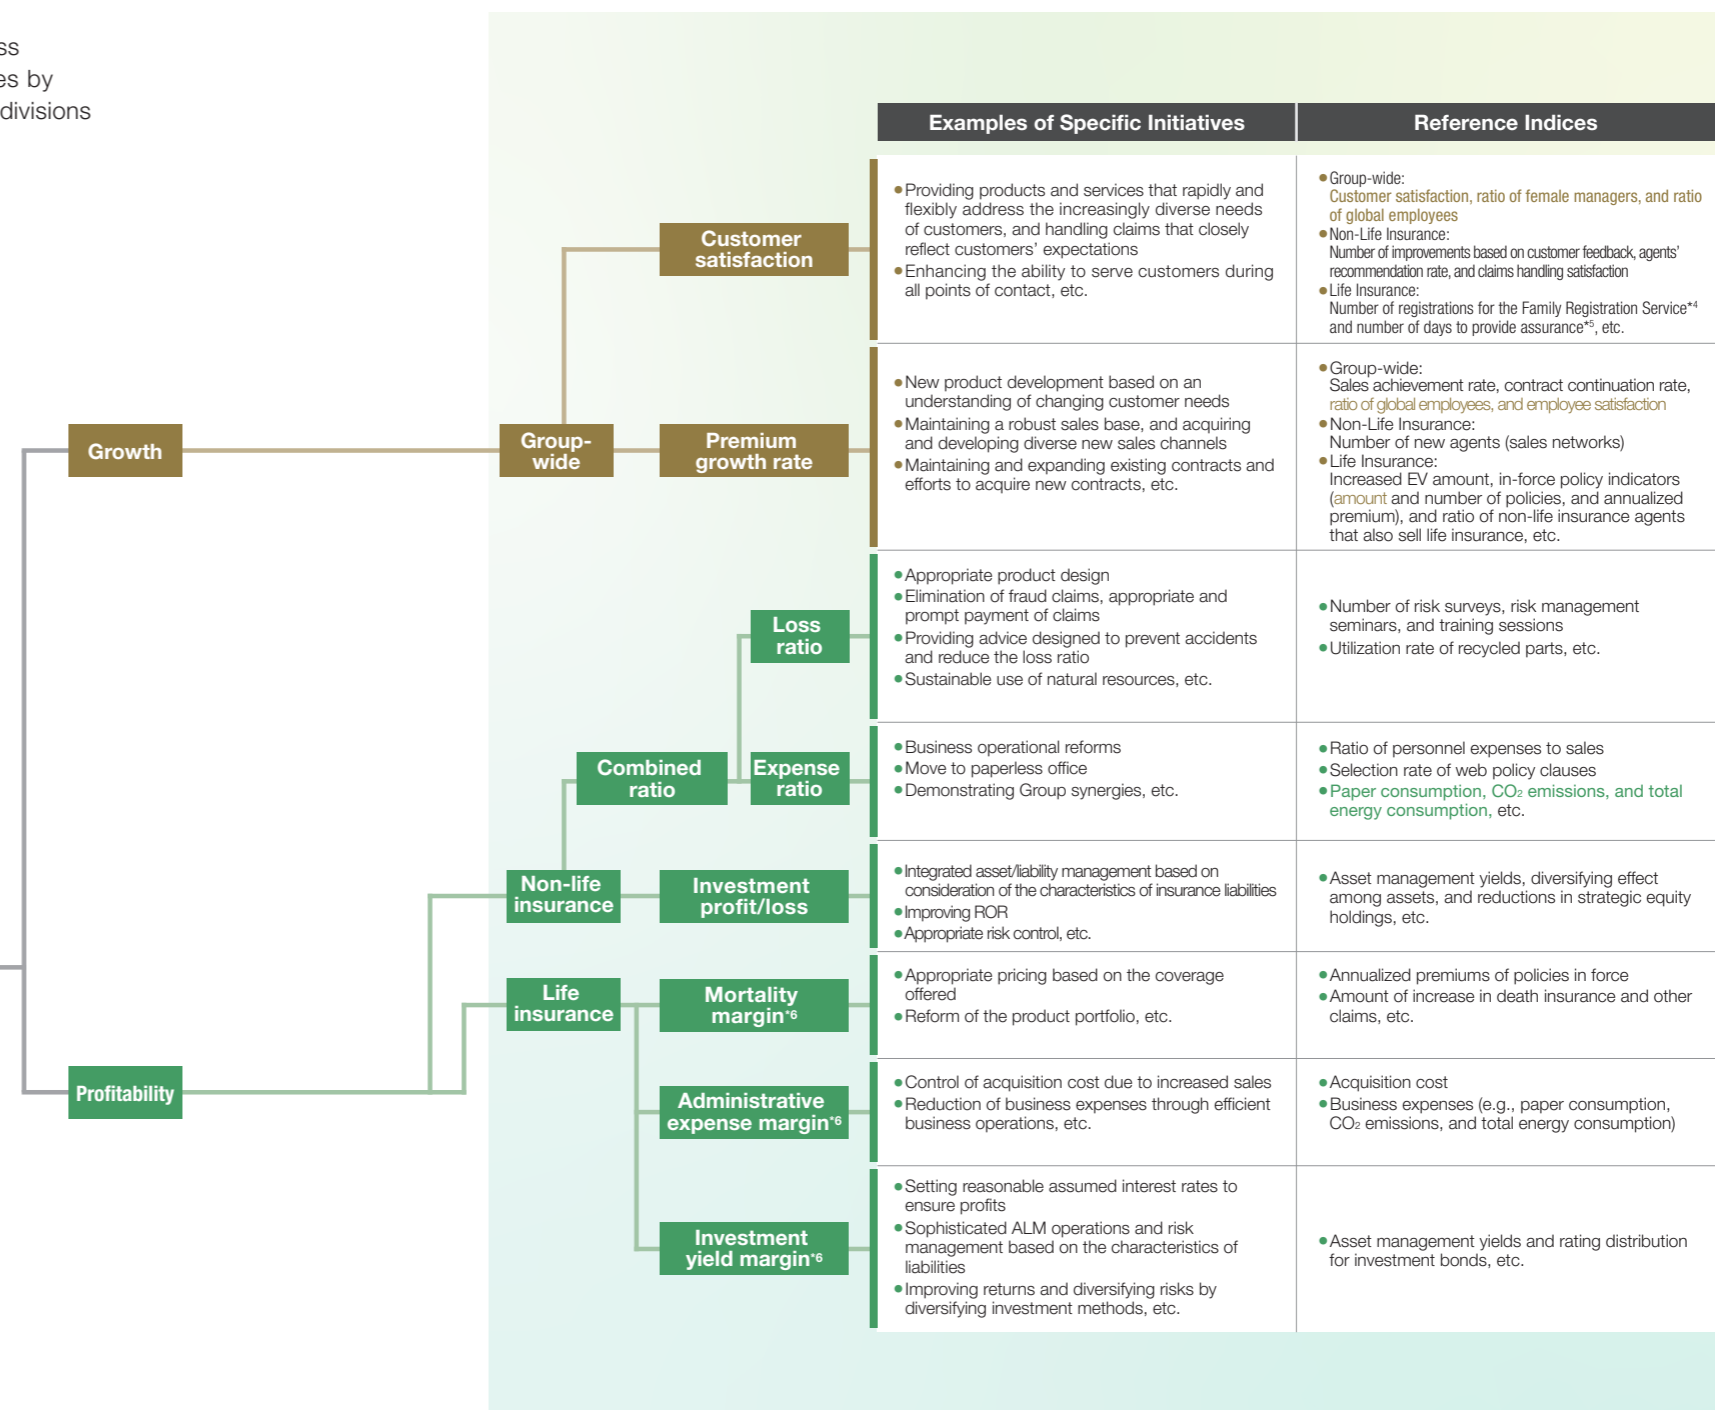 ss
es by
divisions
Examples of Specific Initiatives
Reference Indices
Growth
Group-
wide
Customer
satisfaction
●Providing products and services that rapidly and
flexibly address the increasingly diverse needs
of customers, and handling claims that closely
reflect customers’ expectations
●Enhancing the ability to serve customers during
all points of contact, etc.
●Group-wide:
Customer satisfaction, ratio of female managers, and ratio
of global employees
●Non-Life Insurance:
Number of improvements based on customer feedback, agents’
recommendation rate, and claims handling satisfaction
●Life Insurance:
Number of registrations for the Family Registration Service*4
and number of days to provide assurance*5, etc.
Premium
growth rate
●New product development based on an
understanding of changing customer needs
●Maintaining a robust sales base, and acquiring
and developing diverse new sales channels
●Maintaining and expanding existing contracts and
efforts to acquire new contracts, etc.
●Group-wide:
Sales achievement rate, contract continuation rate,
ratio of global employees, and employee satisfaction
●Non-Life Insurance:
Number of new agents (sales networks)
●Life Insurance:
Increased EV amount, in-force policy indicators
(amount and number of policies, and annualized
premium), and ratio of non-life insurance agents
that also sell life insurance, etc.
Profitability
Non-life
insurance
Combined
ratio
Loss
ratio
●Appropriate product design
●Elimination of fraud claims, appropriate and
prompt payment of claims
●Providing advice designed to prevent accidents
and reduce the loss ratio
●Sustainable use of natural resources, etc.
●Number of risk surveys, risk management
seminars, and training sessions
●Utilization rate of recycled parts, etc.
Expense
ratio
●Business operational reforms
●Move to paperless office
●Demonstrating Group synergies, etc.
●Ratio of personnel expenses to sales
●Selection rate of web policy clauses
●Paper consumption, CO2 emissions, and total
energy consumption, etc.
Investment
profit/loss
●Integrated asset/liability management based on
consideration of the characteristics of insurance liabilities
●Improving ROR
●Appropriate risk control, etc.
●Asset management yields, diversifying effect
among assets, and reductions in strategic equity
holdings, etc.
Life
insurance
Mortality
margin*6
●Appropriate pricing based on the coverage
offered
●Reform of the product portfolio, etc.
●Annualized premiums of policies in force
●Amount of increase in death insurance and other
claims, etc.
Administrative
expense margin*6
●Control of acquisition cost due to increased sales
●Reduction of business expenses through efficient
business operations, etc.
●Acquisition cost
●Business expenses (e.g., paper consumption,
CO2 emissions, and total energy consumption)
Investment
yield margin*6
●Setting reasonable assumed interest rates to
ensure profits
●Sophisticated ALM operations and risk
management based on the characteristics of
liabilities
●Improving returns and diversifying risks by
diversifying investment methods, etc.
●Asset management yields and rating distribution
for investment bonds, etc.